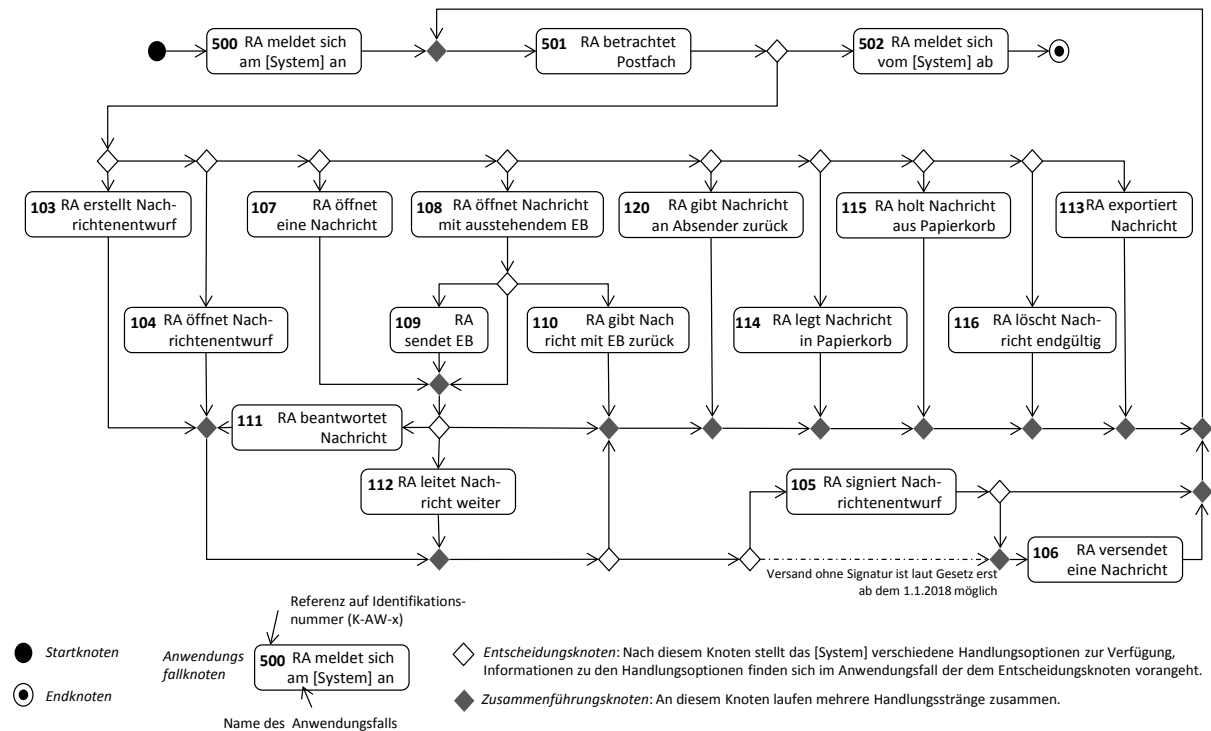 500 RA meldet sich
am [System] an
501 RA betrachtet
Postfach
502 RA meldet sich
vom [System] ab
103 RA erstellt Nach-
richtenentwurf
107 RA öffnet
eine Nachricht
108 RA öffnet Nachricht
mit ausstehendem EB
120 RA gibt Nachricht
an Absender zurück
115 RA holt Nachricht
aus Papierkorb
113 RA exportiert
Nachricht
104 RA öffnet Nach-
richtenentwurf
109 RA
sendet EB
110 RA gibt Nach
richt mit EB zurück
114 RA legt Nachricht
in Papierkorb
116 RA löscht Nach-
richt endgültig
111 RA beantwortet
Nachricht
112 RA leitet Nach-
richt weiter
105 RA signiert Nach-
richtenentwurf
106 RA versendet
eine Nachricht
Versand ohne Signatur ist laut Gesetz erst
ab dem 1.1.2018 möglich
Referenz auf Identifikations-
nummer (K-AW-x)
Startknoten
Endknoten
Anwendungs
fallknoten
500 RA meldet sich
am [System] an
Name des Anwendungsfalls
Entscheidungsknoten: Nach diesem Knoten stellt das [System] verschiedene Handlungsoptionen zur Verfügung,
Informationen zu den Handlungsoptionen finden sich im Anwendungsfall der dem Entscheidungsknoten vorangeht.
Zusammenführungsknoten: An diesem Knoten laufen mehrere Handlungsstränge zusammen.